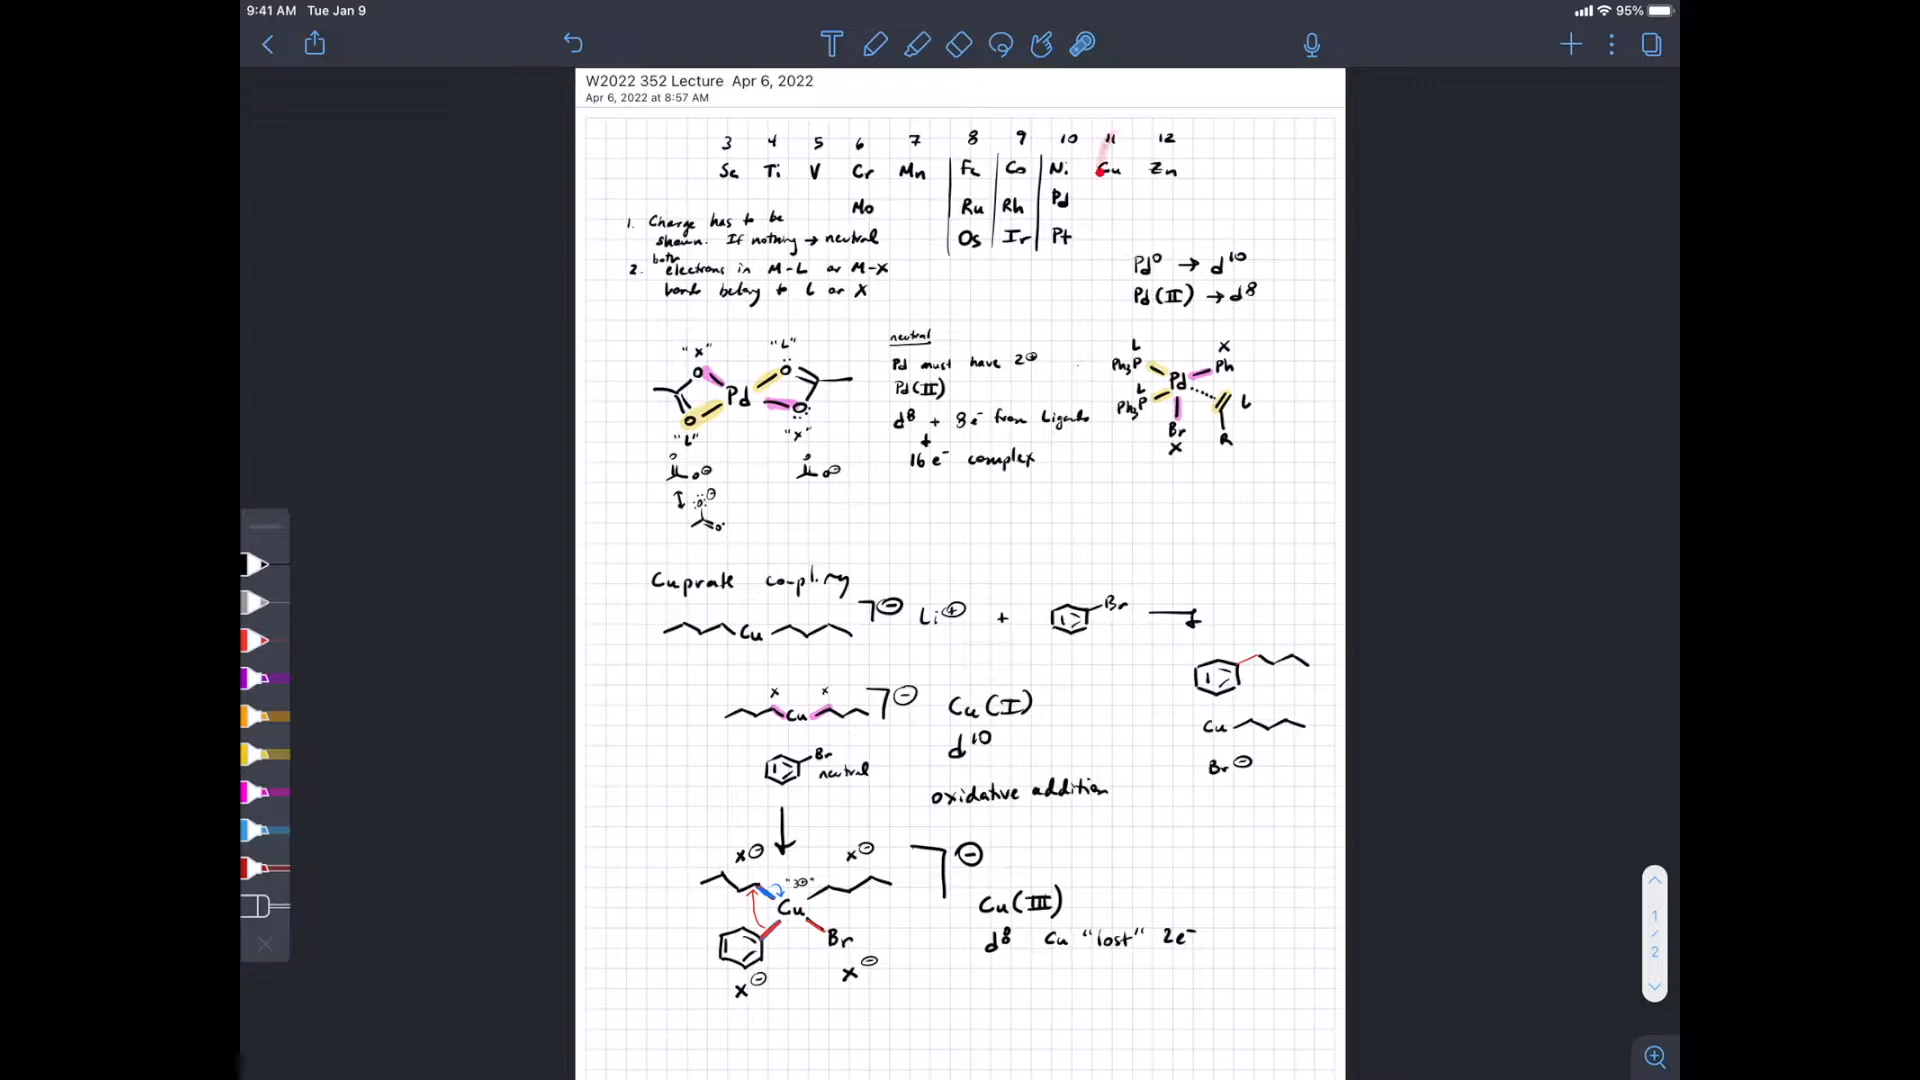 9:41 AM Tue Jan 9
95%
W2022 352 Lecture Apr 6, 2022
Apr 6, 2022 at 8:57 AM
3 4 5 6 7 8 9 10 11 12
Sc Ti V Cr Mn Fe Co Ni Cu Zn
Mo Ru Rh Pd
Os Ir Pt
1. Charge has to be
shown. If nothing → neutral
both
2. electrons in M-L or M-X
bonds belong to L or X
Pd⁰ → d¹⁰
Pd(II) → d⁸
"X" "L"
O O
Pd
O O
"L" "X"
O O
O⊖ O⊖
O⊖
O
neutral
Pd must have 2⊕
Pd(II)
d⁸ + 8e⁻ from Ligands
↓
16e⁻ complex
L X
Ph₃P Ph
L Pd
Ph₃P L
Br R
X
Cuprate coupling
Cu ⊖ Li⊕ + Br →
x x
Cu ⊖ Cu(I)
d¹⁰
Cu
Br⊖
Br
neutral
oxidative addition
X⊖ X⊖ ⊖
"3⊕"
Cu Cu(III)
Br d⁸ Cu "lost" 2e⁻
X⊖ X⊖
1
/
2